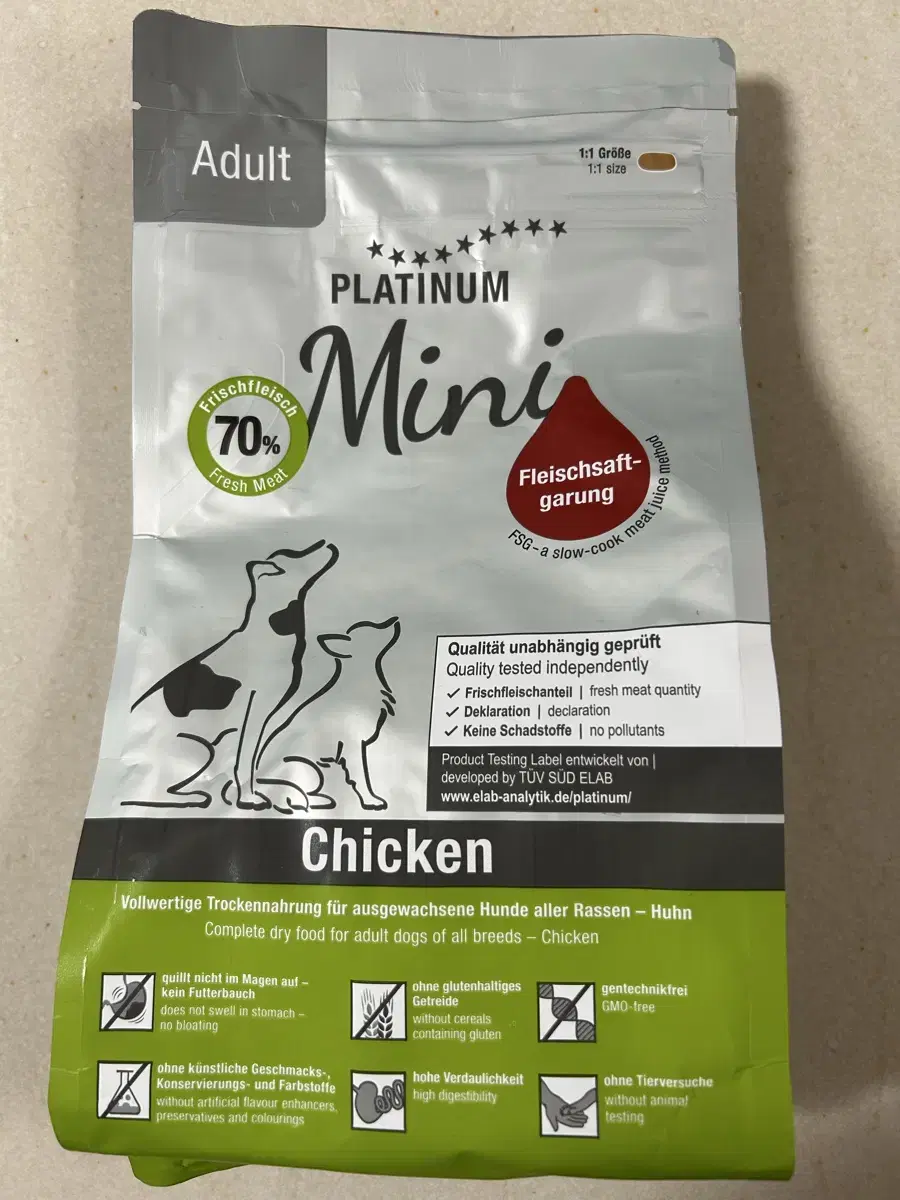 Adult
1:1 Größe
1:1 size
PLATINUM
Mini
Frischfleisch
70%
Fresh Meat
Fleischsaft-
garung
FSG - a slow-cook meat juice method
Qualität unabhängig geprüft
Quality tested independently
Frischfleischanteil | fresh meat quantity
Deklaration | declaration
Keine Schadstoffe | no pollutants
Product Testing Label entwickelt von |
developed by TÜV SÜD ELAB
www.elab-analytik.de/platinum/
Chicken
Vollwertige Trockennahrung für ausgewachsene Hunde aller Rassen – Huhn
Complete dry food for adult dogs of all breeds – Chicken
quillt nicht im Magen auf –
kein Futterbauch
does not swell in stomach –
no bloating
ohne glutenhaltiges
Getreide
without cereals
containing gluten
gentechnikfrei
GMO-free
ohne künstliche Geschmacks-,
Konservierungs- und Farbstoffe
without artificial flavour enhancers,
preservatives and colourings
hohe Verdaulichkeit
high digestibility
ohne Tierversuche
without animal
testing